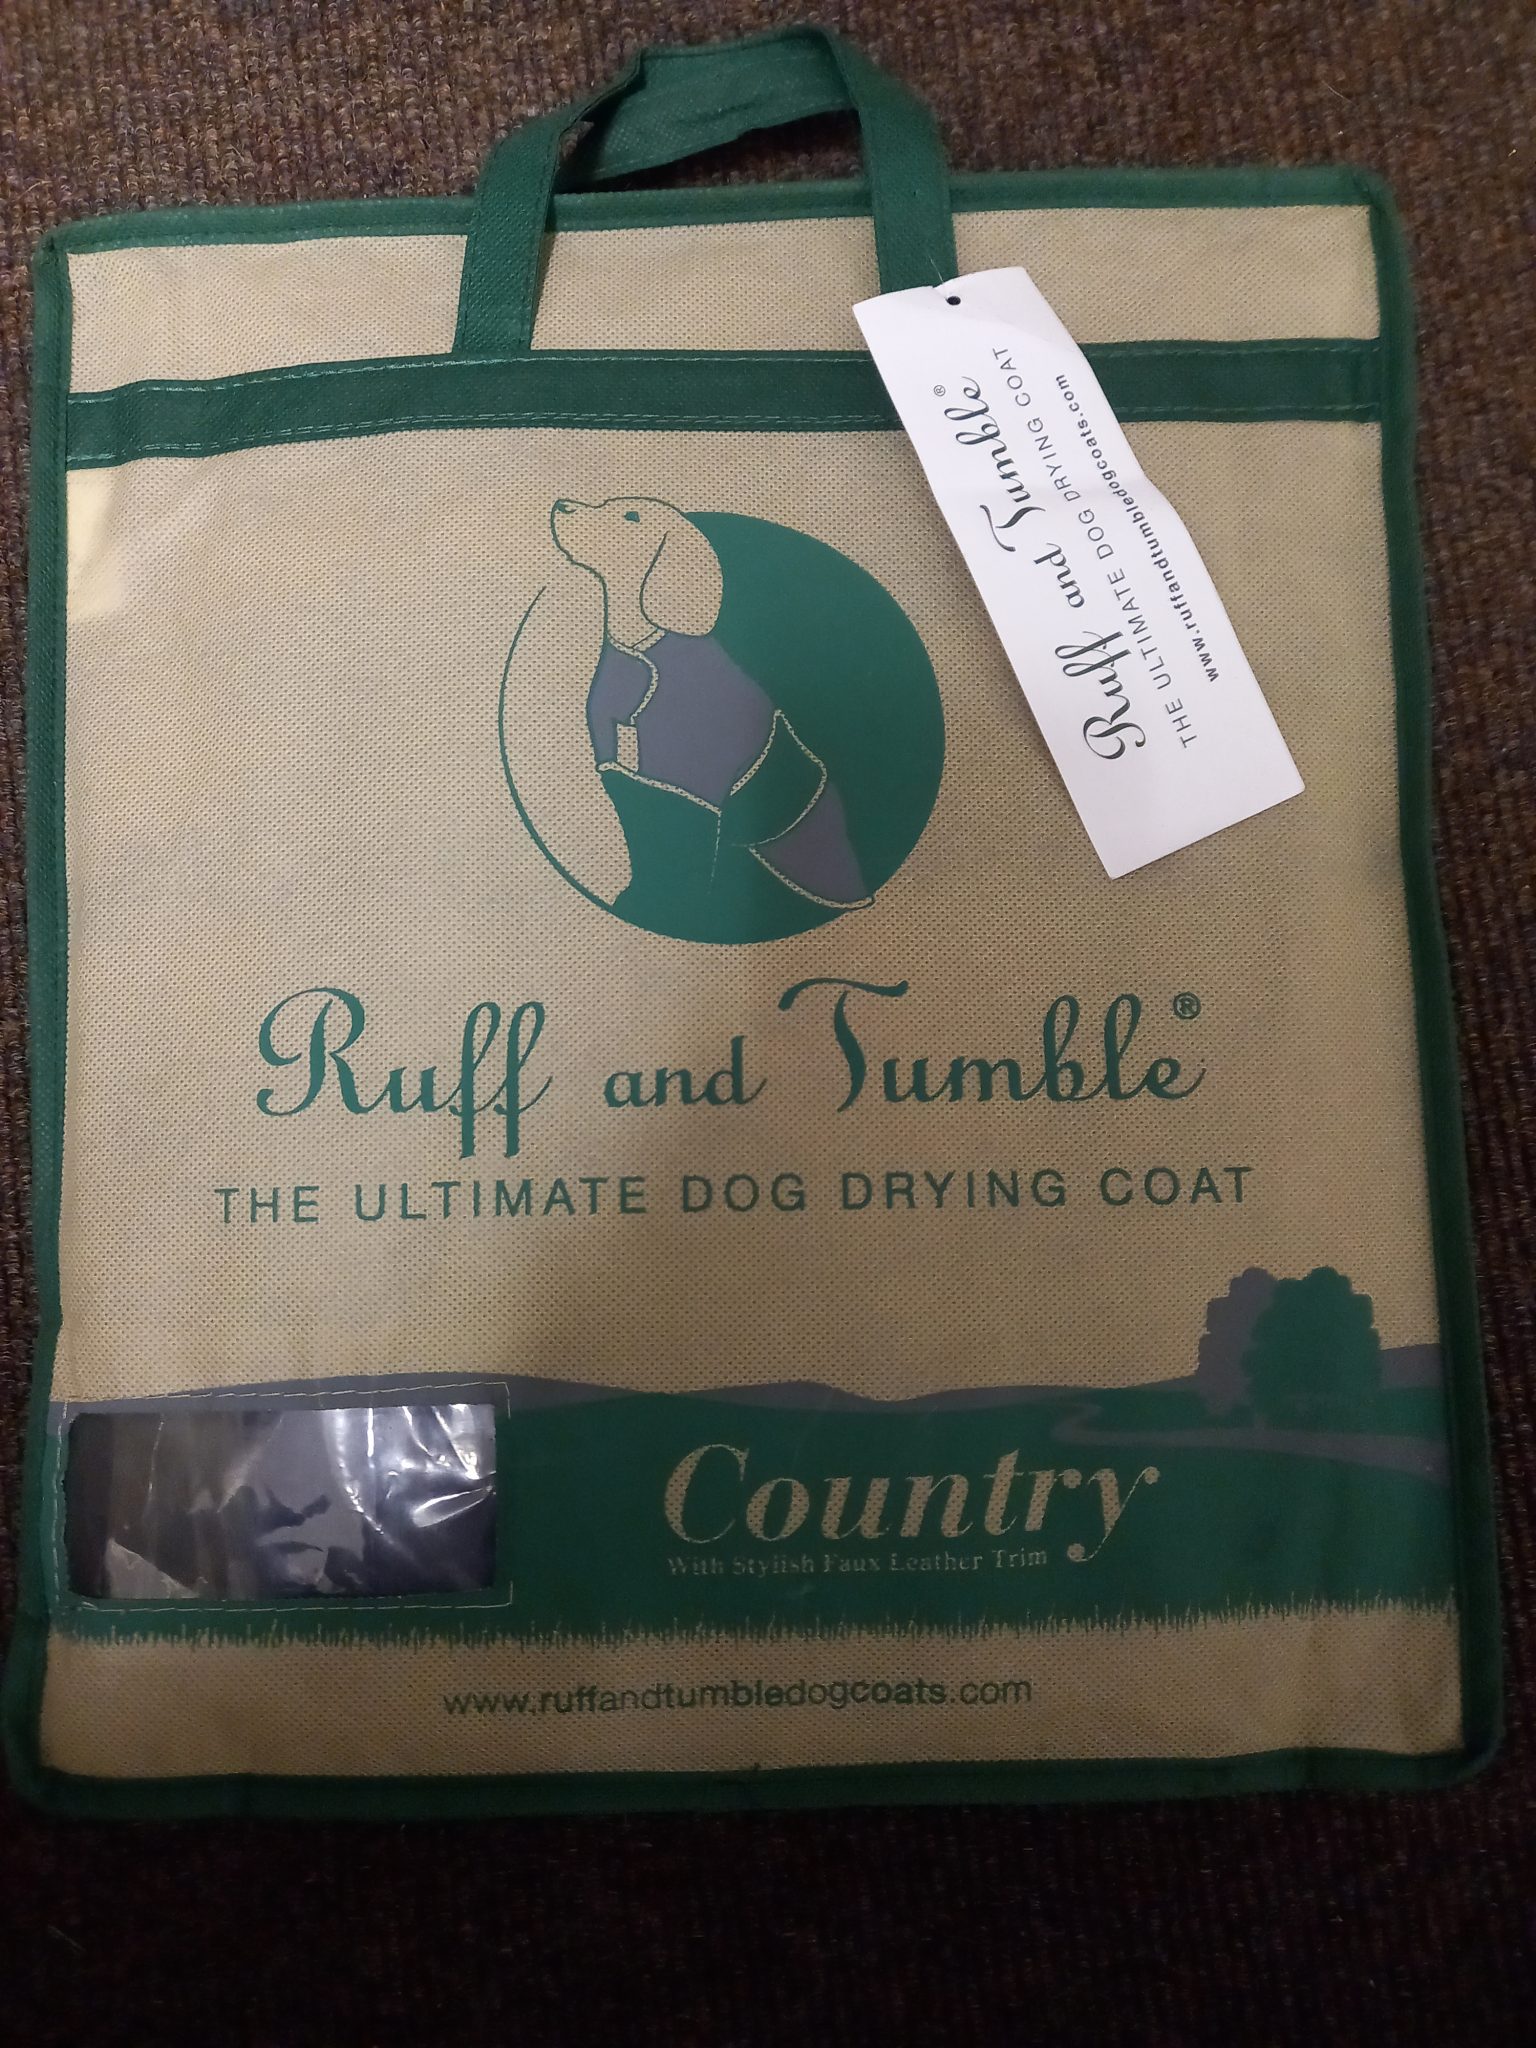 Ruff and Tumble®
THE ULTIMATE DOG DRYING COAT
www.ruffandtumbledogcoats.com
Ruff and Tumble®
THE ULTIMATE DOG DRYING COAT
Country
With Stylish Faux Leather Trim
www.ruffandtumbledogcoats.com